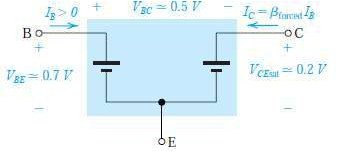 I_B > 0 + V_BC ≃ 0.5 V − I_C = β_forced I_B
B C
+ +
V_BE ≃ 0.7 V V_CEsat ≃ 0.2 V
− −
E